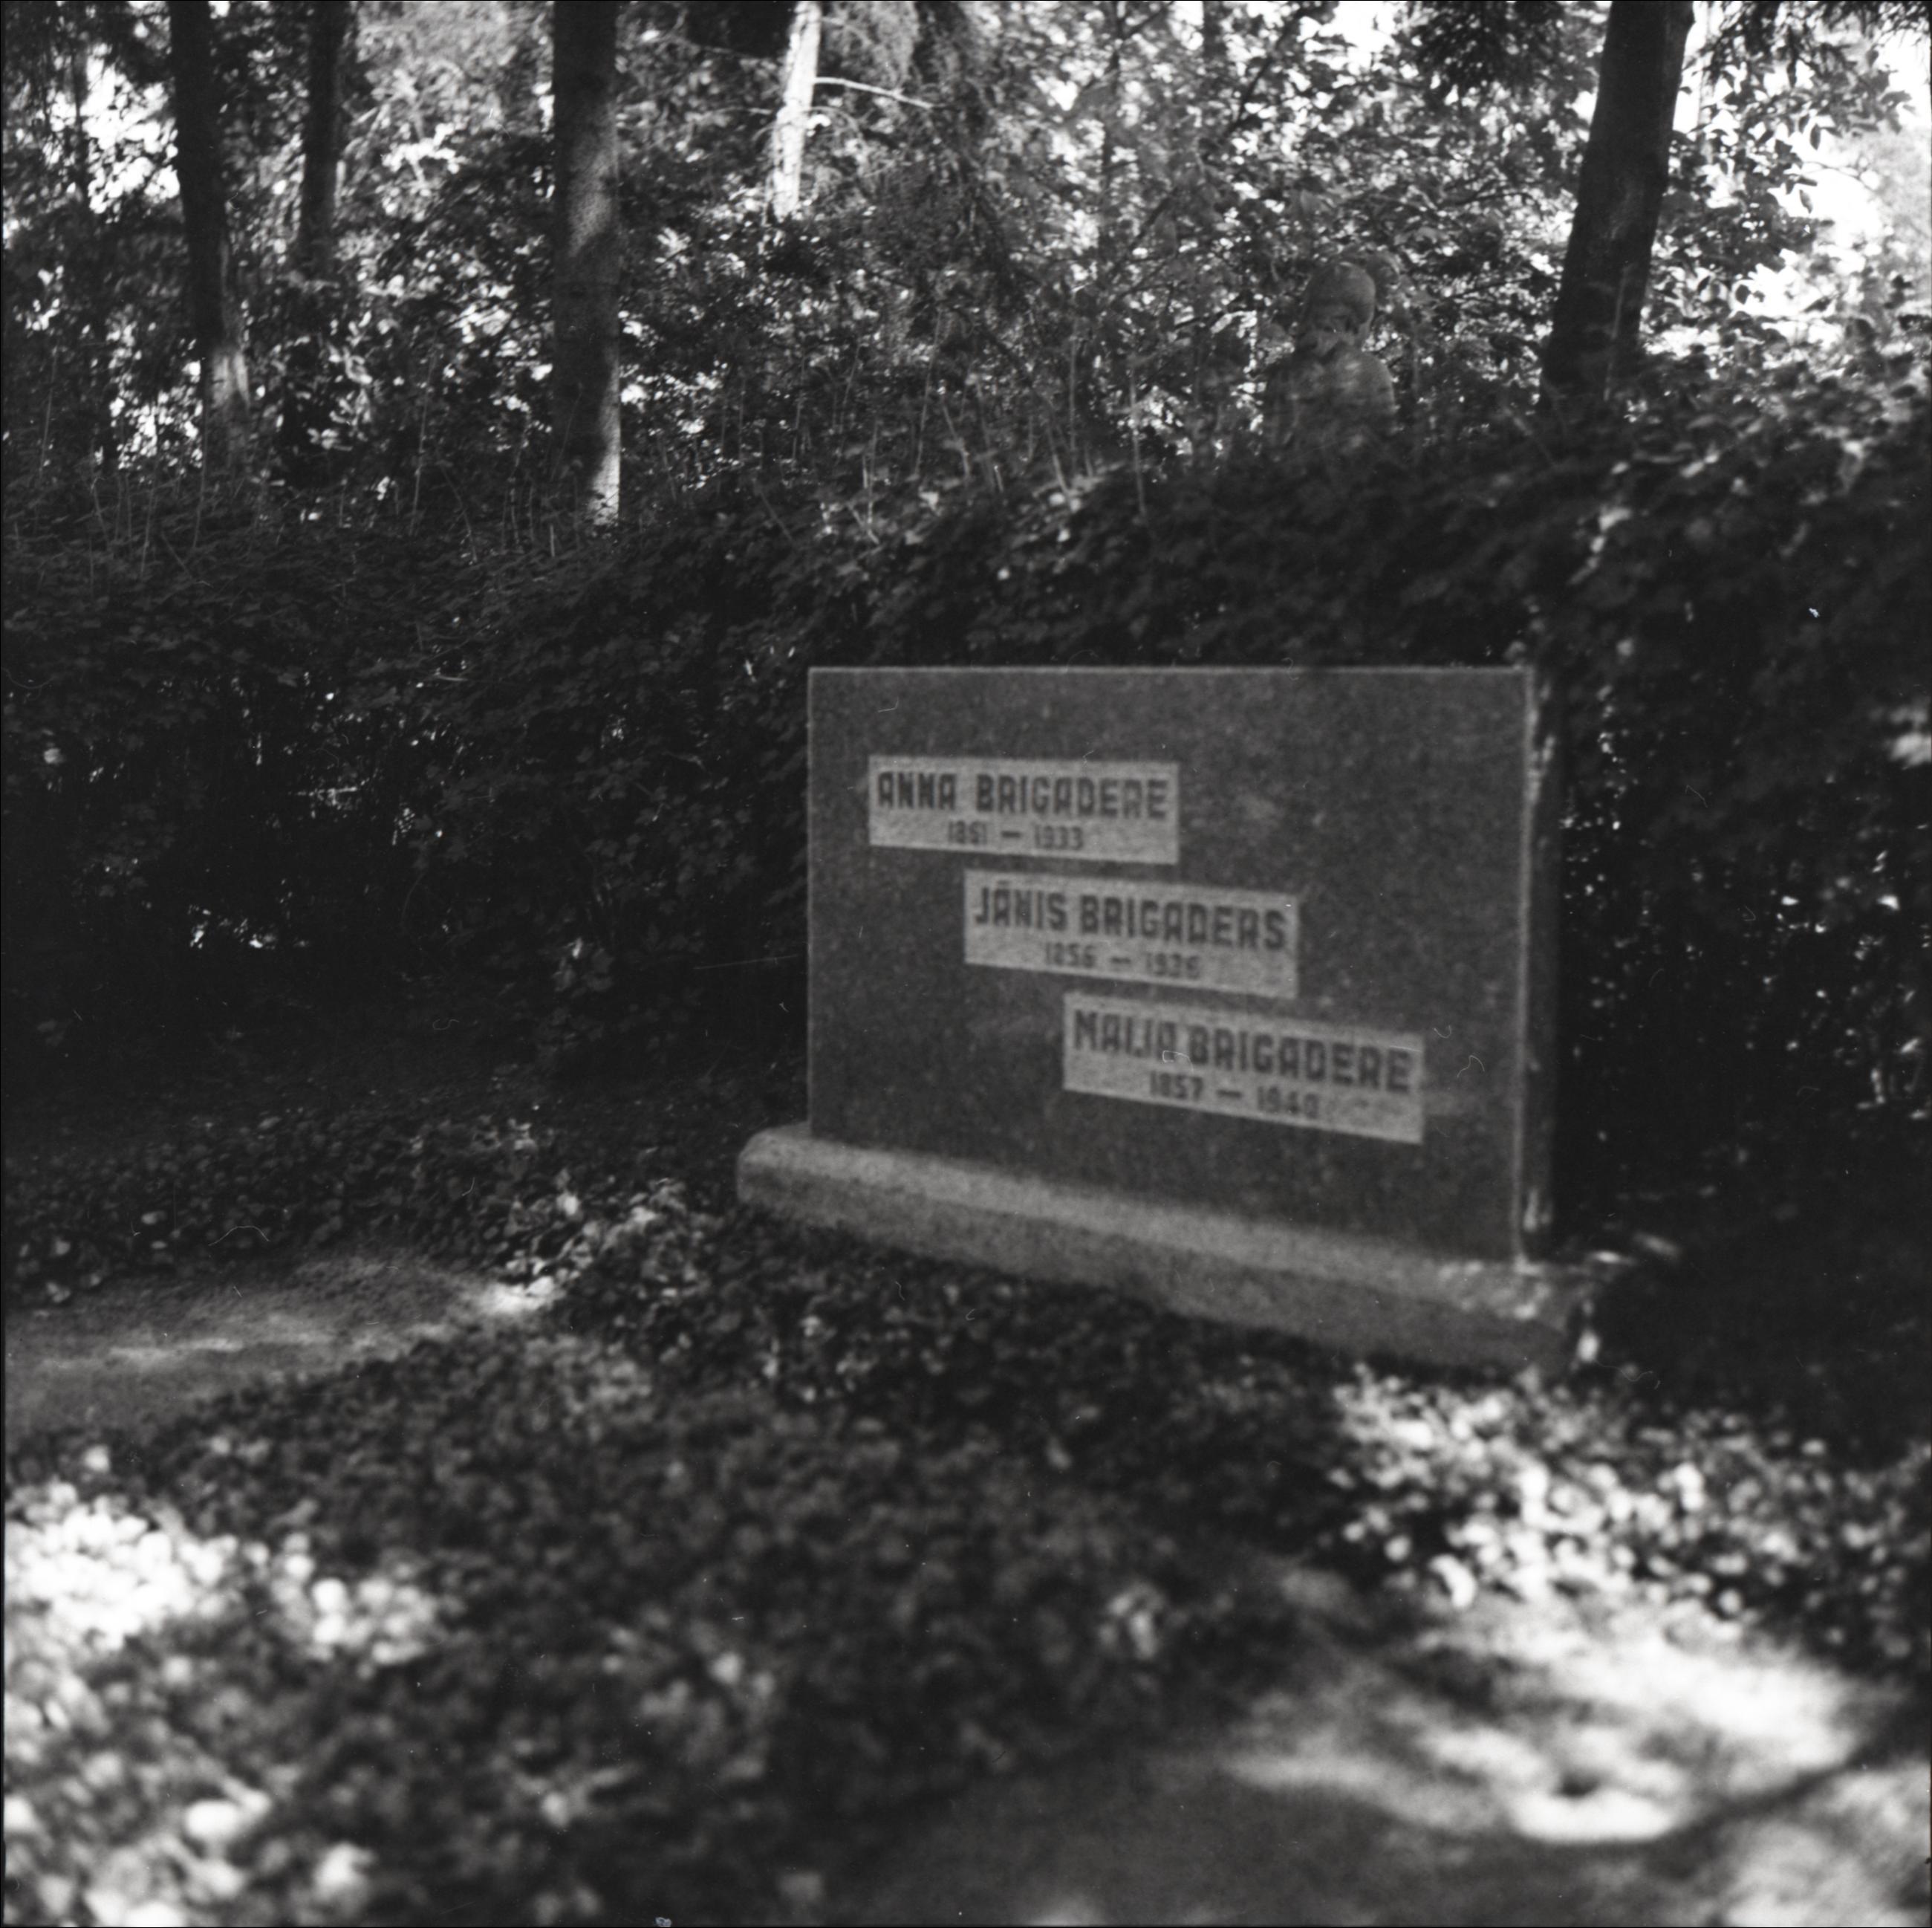 ANNA BRIGADERE
1861 — 1933
JĀNIS BRIGADERS
1856 — 1936
MAIJA BRIGADERE
1857 — 1940